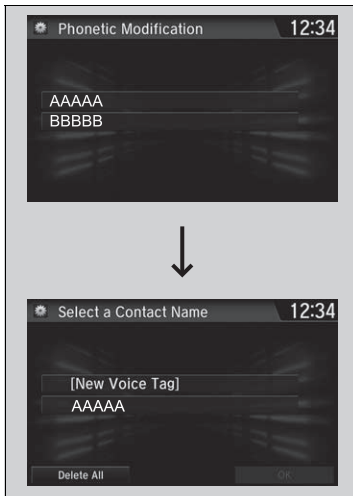 Phonetic Modification 12:34
AAAAA
BBBBB
Select a Contact Name 12:34
[New Voice Tag]
AAAAA
Delete All OK